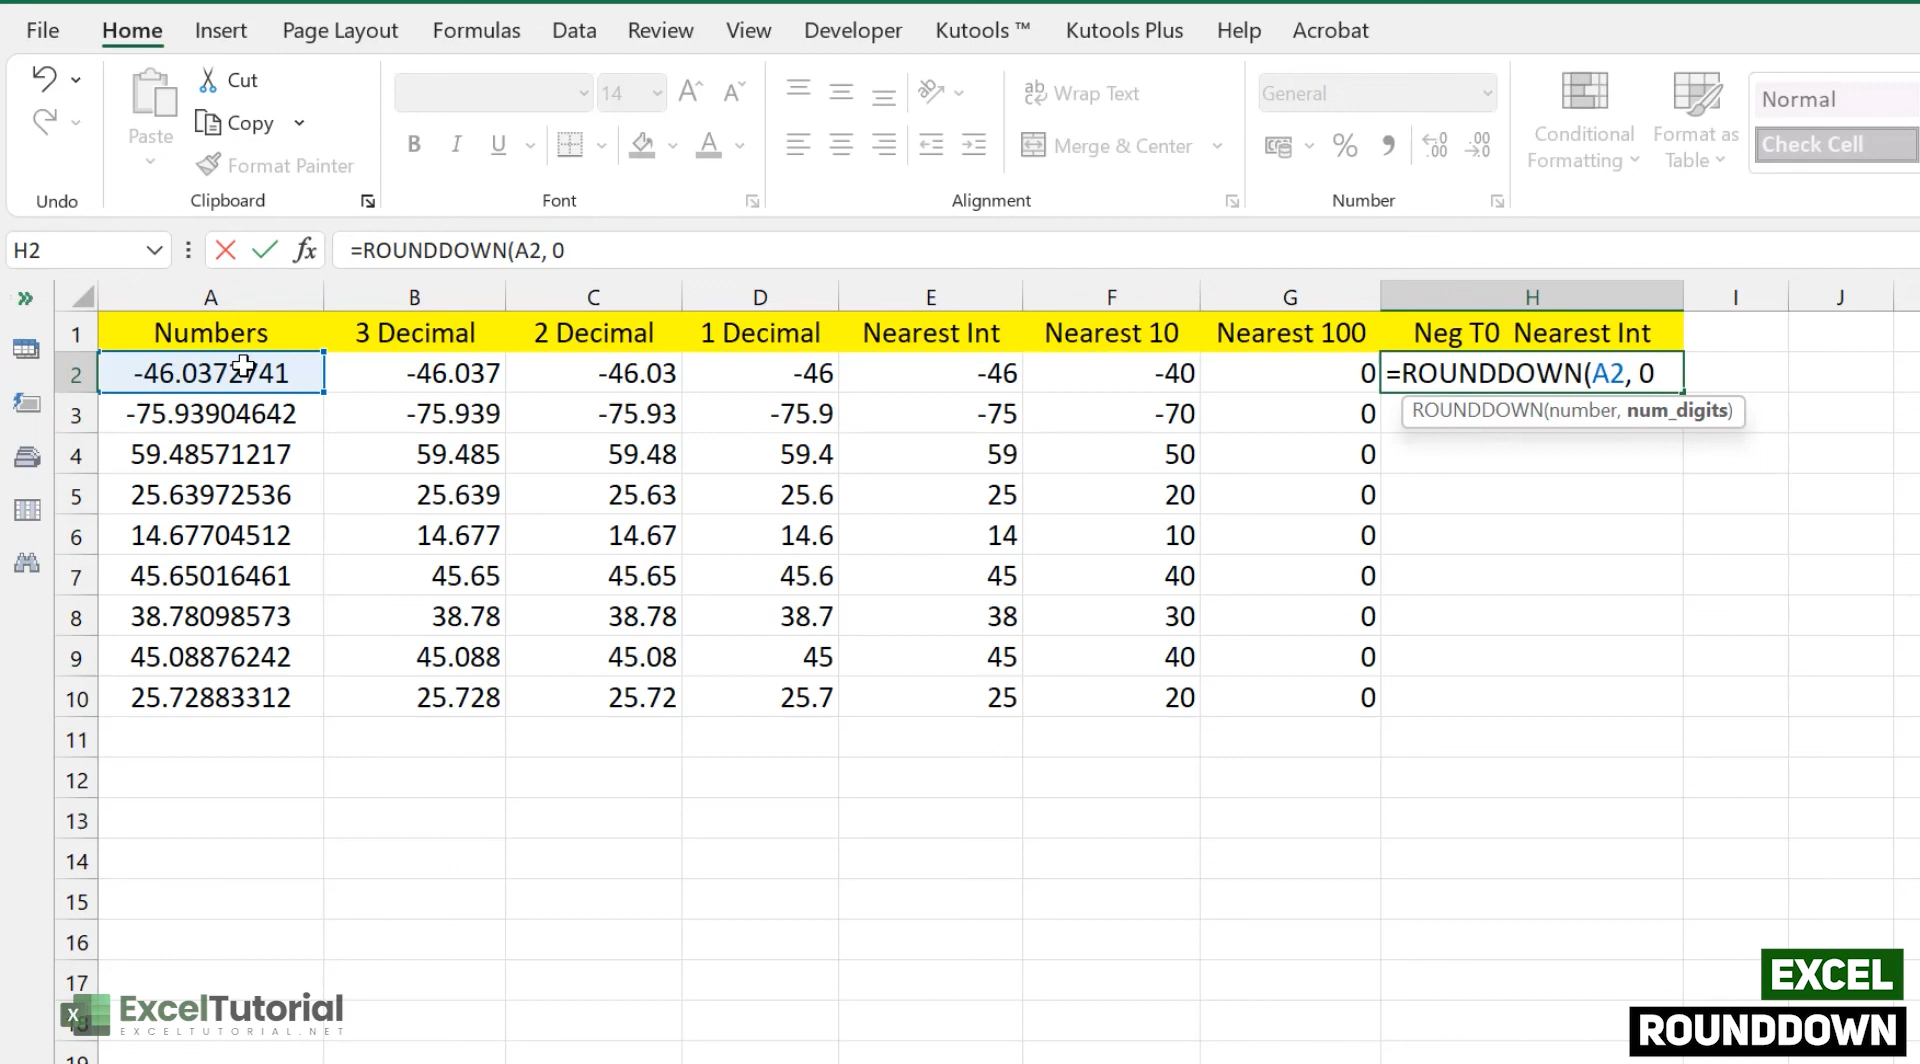 File Home Insert Page Layout Formulas Data Review View Developer Kutools ™ Kutools Plus Help Acrobat
Cut
Copy
Format Painter
Paste
14
B I U A
ab Wrap Text
Merge & Center
General
% .00 .00
Conditional
Formatting
Format as
Table
Normal
Check Cell
Undo Clipboard Font Alignment Number
H2 fx =ROUNDDOWN(A2, 0
A B C D E F G H I J
1 Numbers 3 Decimal 2 Decimal 1 Decimal Nearest Int Nearest 10 Nearest 100 Neg T0 Nearest Int
2 -46.0372741 -46.037 -46.03 -46 -46 -40 0 =ROUNDDOWN(A2, 0
ROUNDDOWN(number, num_digits)
3 -75.93904642 -75.939 -75.93 -75.9 -75 -70 0
4 59.48571217 59.485 59.48 59.4 59 50 0
5 25.63972536 25.639 25.63 25.6 25 20 0
6 14.67704512 14.677 14.67 14.6 14 10 0
7 45.65016461 45.65 45.65 45.6 45 40 0
8 38.78098573 38.78 38.78 38.7 38 30 0
9 45.08876242 45.088 45.08 45 45 40 0
10 25.72883312 25.728 25.72 25.7 25 20 0
11
12
13
14
15
16
17
X ExcelTutorial
EXCELTUTORIAL.NET
19
EXCEL
ROUNDDOWN